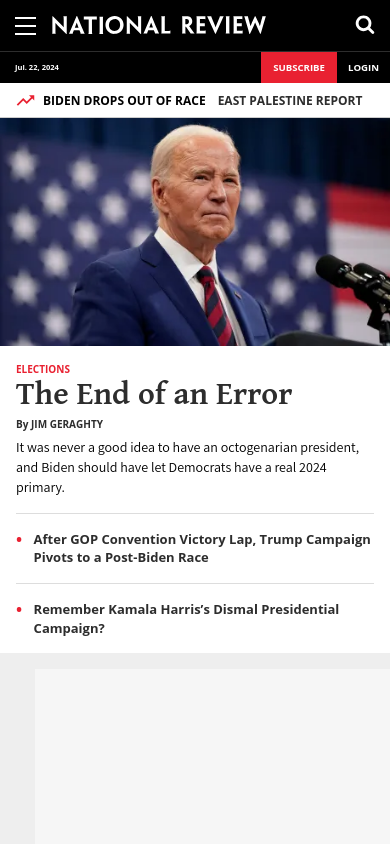 NATIONAL REVIEW
Jul. 22, 2024
SUBSCRIBE
LOGIN
BIDEN DROPS OUT OF RACE
EAST PALESTINE REPORT
ELECTIONS
The End of an Error
By JIM GERAGHTY
It was never a good idea to have an octogenarian president,
and Biden should have let Democrats have a real 2024
primary.
After GOP Convention Victory Lap, Trump Campaign
Pivots to a Post-Biden Race
Remember Kamala Harris’s Dismal Presidential
Campaign?